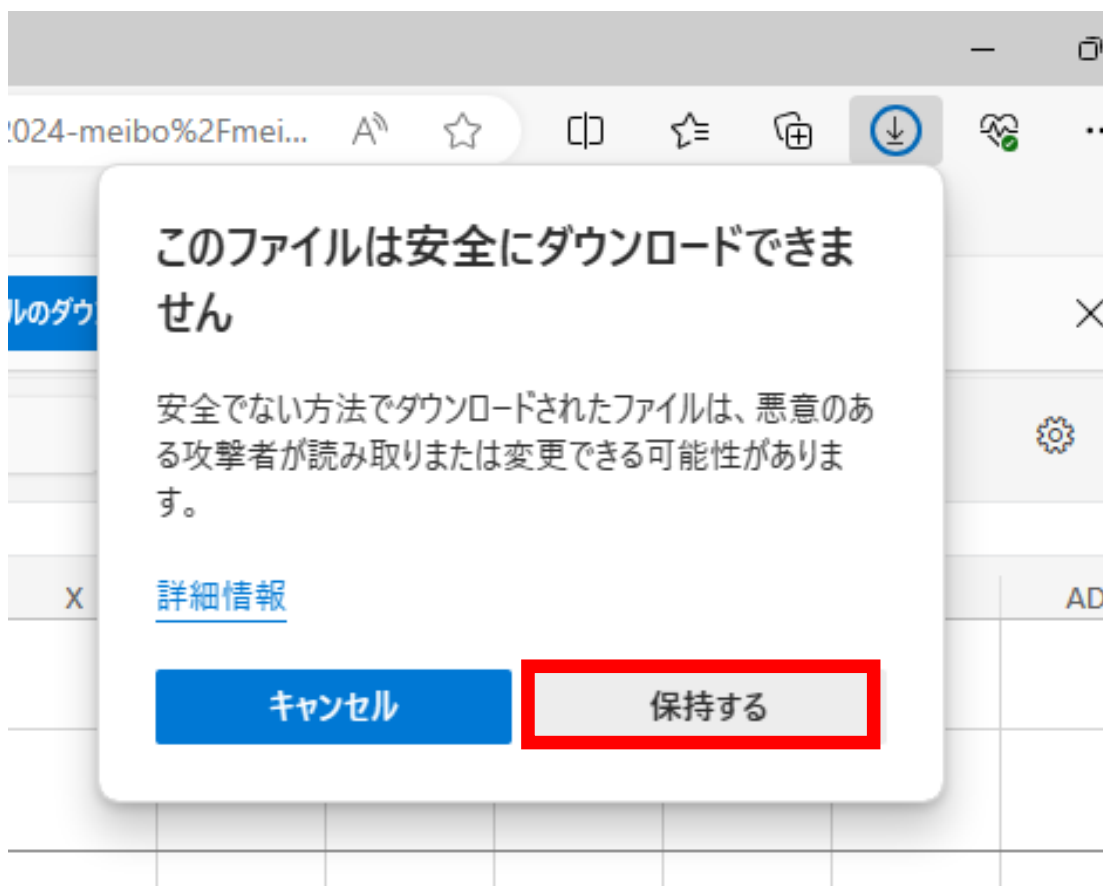 2024-meibo%2Fmei...
このファイルは安全にダウンロードできま
せん
ルのダウ
安全でない方法でダウンロードされたファイルは、悪意のあ
る攻撃者が読み取りまたは変更できる可能性がありま
す。
詳細情報
X
AD
キャンセル
保持する